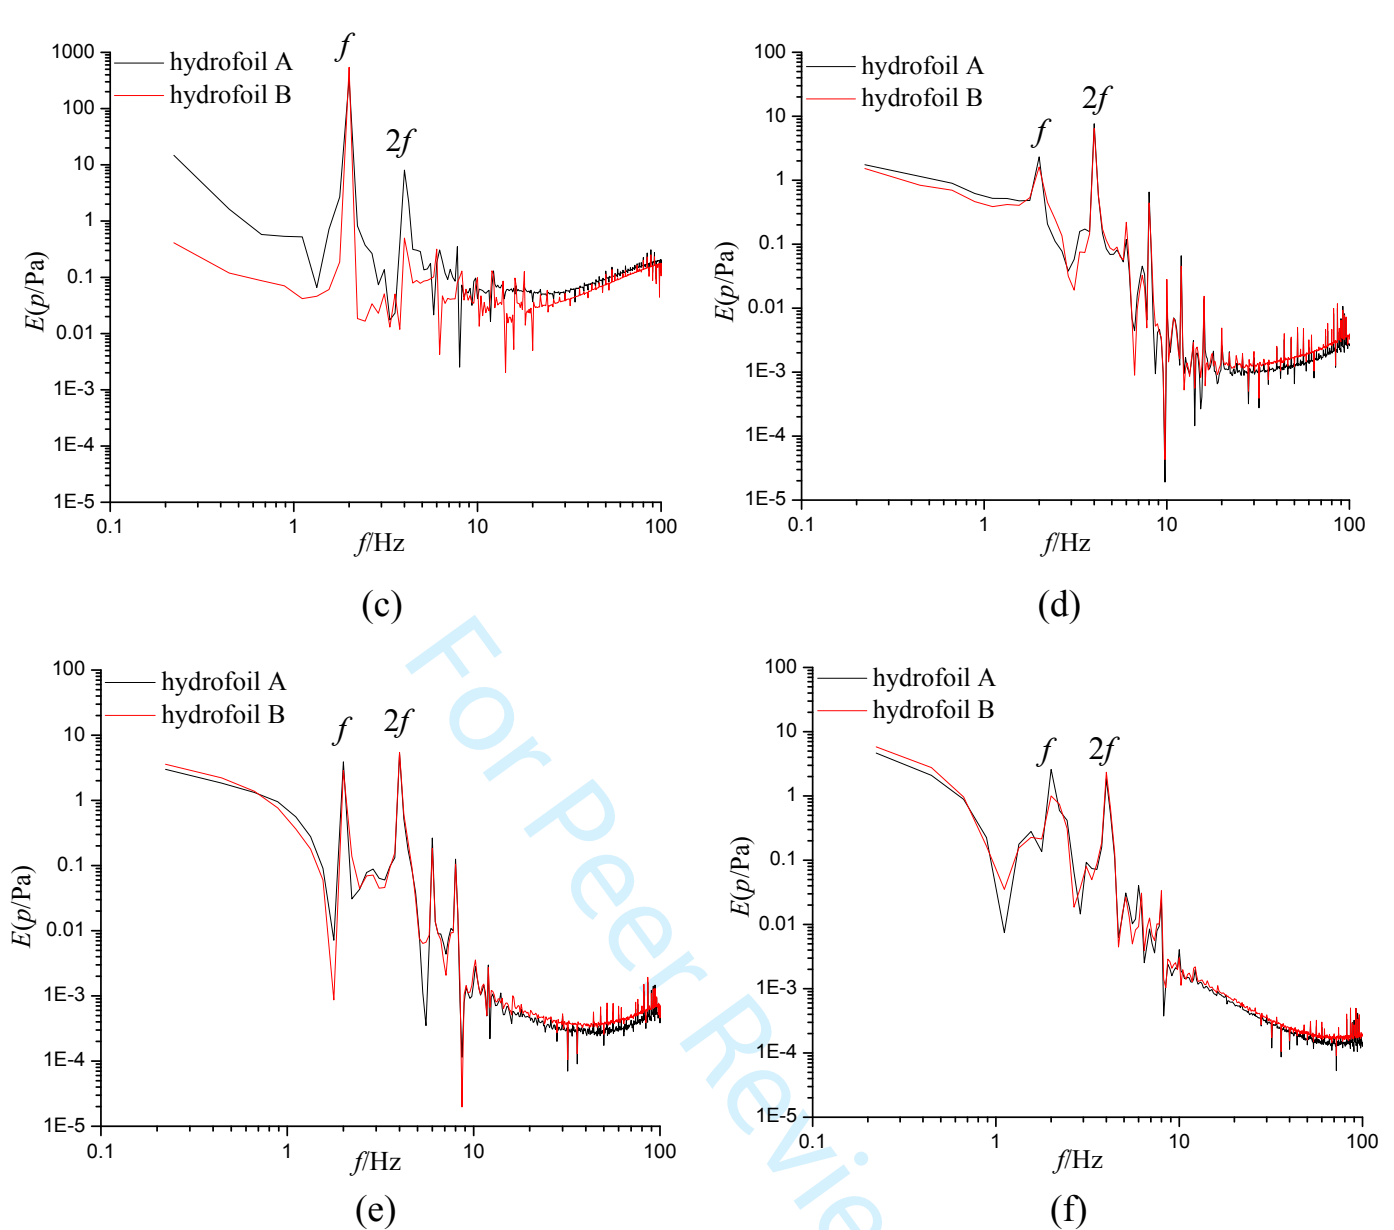 hydrofoil A
hydrofoil B
f
2f
1000
100
10
1
0.1
0.01
1E-3
1E-4
1E-5
E(p/Pa)
0.1 1 10 100
f/Hz
(c)
hydrofoil A
hydrofoil B
f
2f
100
10
1
0.1
0.01
1E-3
1E-4
1E-5
E(p/Pa)
0.1 1 10 100
f/Hz
(d)
hydrofoil A
hydrofoil B
f
2f
100
10
1
0.1
0.01
1E-3
1E-4
1E-5
E(p/Pa)
0.1 1 10 100
f/Hz
(e)
hydrofoil A
hydrofoil B
f
2f
100
10
1
0.1
0.01
1E-3
1E-4
1E-5
E(p/Pa)
0.1 1 10 100
f/Hz
(f)
For Peer Revie